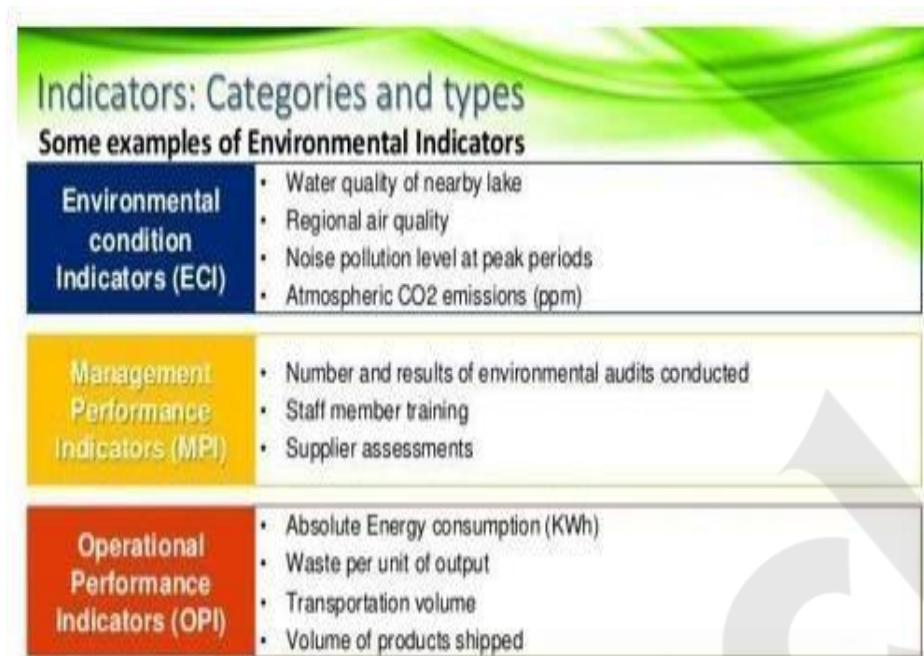 Indicators: Categories and types
Some examples of Environmental Indicators
Environmental
condition
Indicators (ECI)
• Water quality of nearby lake
• Regional air quality
• Noise pollution level at peak periods
• Atmospheric CO2 emissions (ppm)
Management
Performance
Indicators (MPI)
• Number and results of environmental audits conducted
• Staff member training
• Supplier assessments
Operational
Performance
Indicators (OPI)
• Absolute Energy consumption (KWh)
• Waste per unit of output
• Transportation volume
• Volume of products shipped